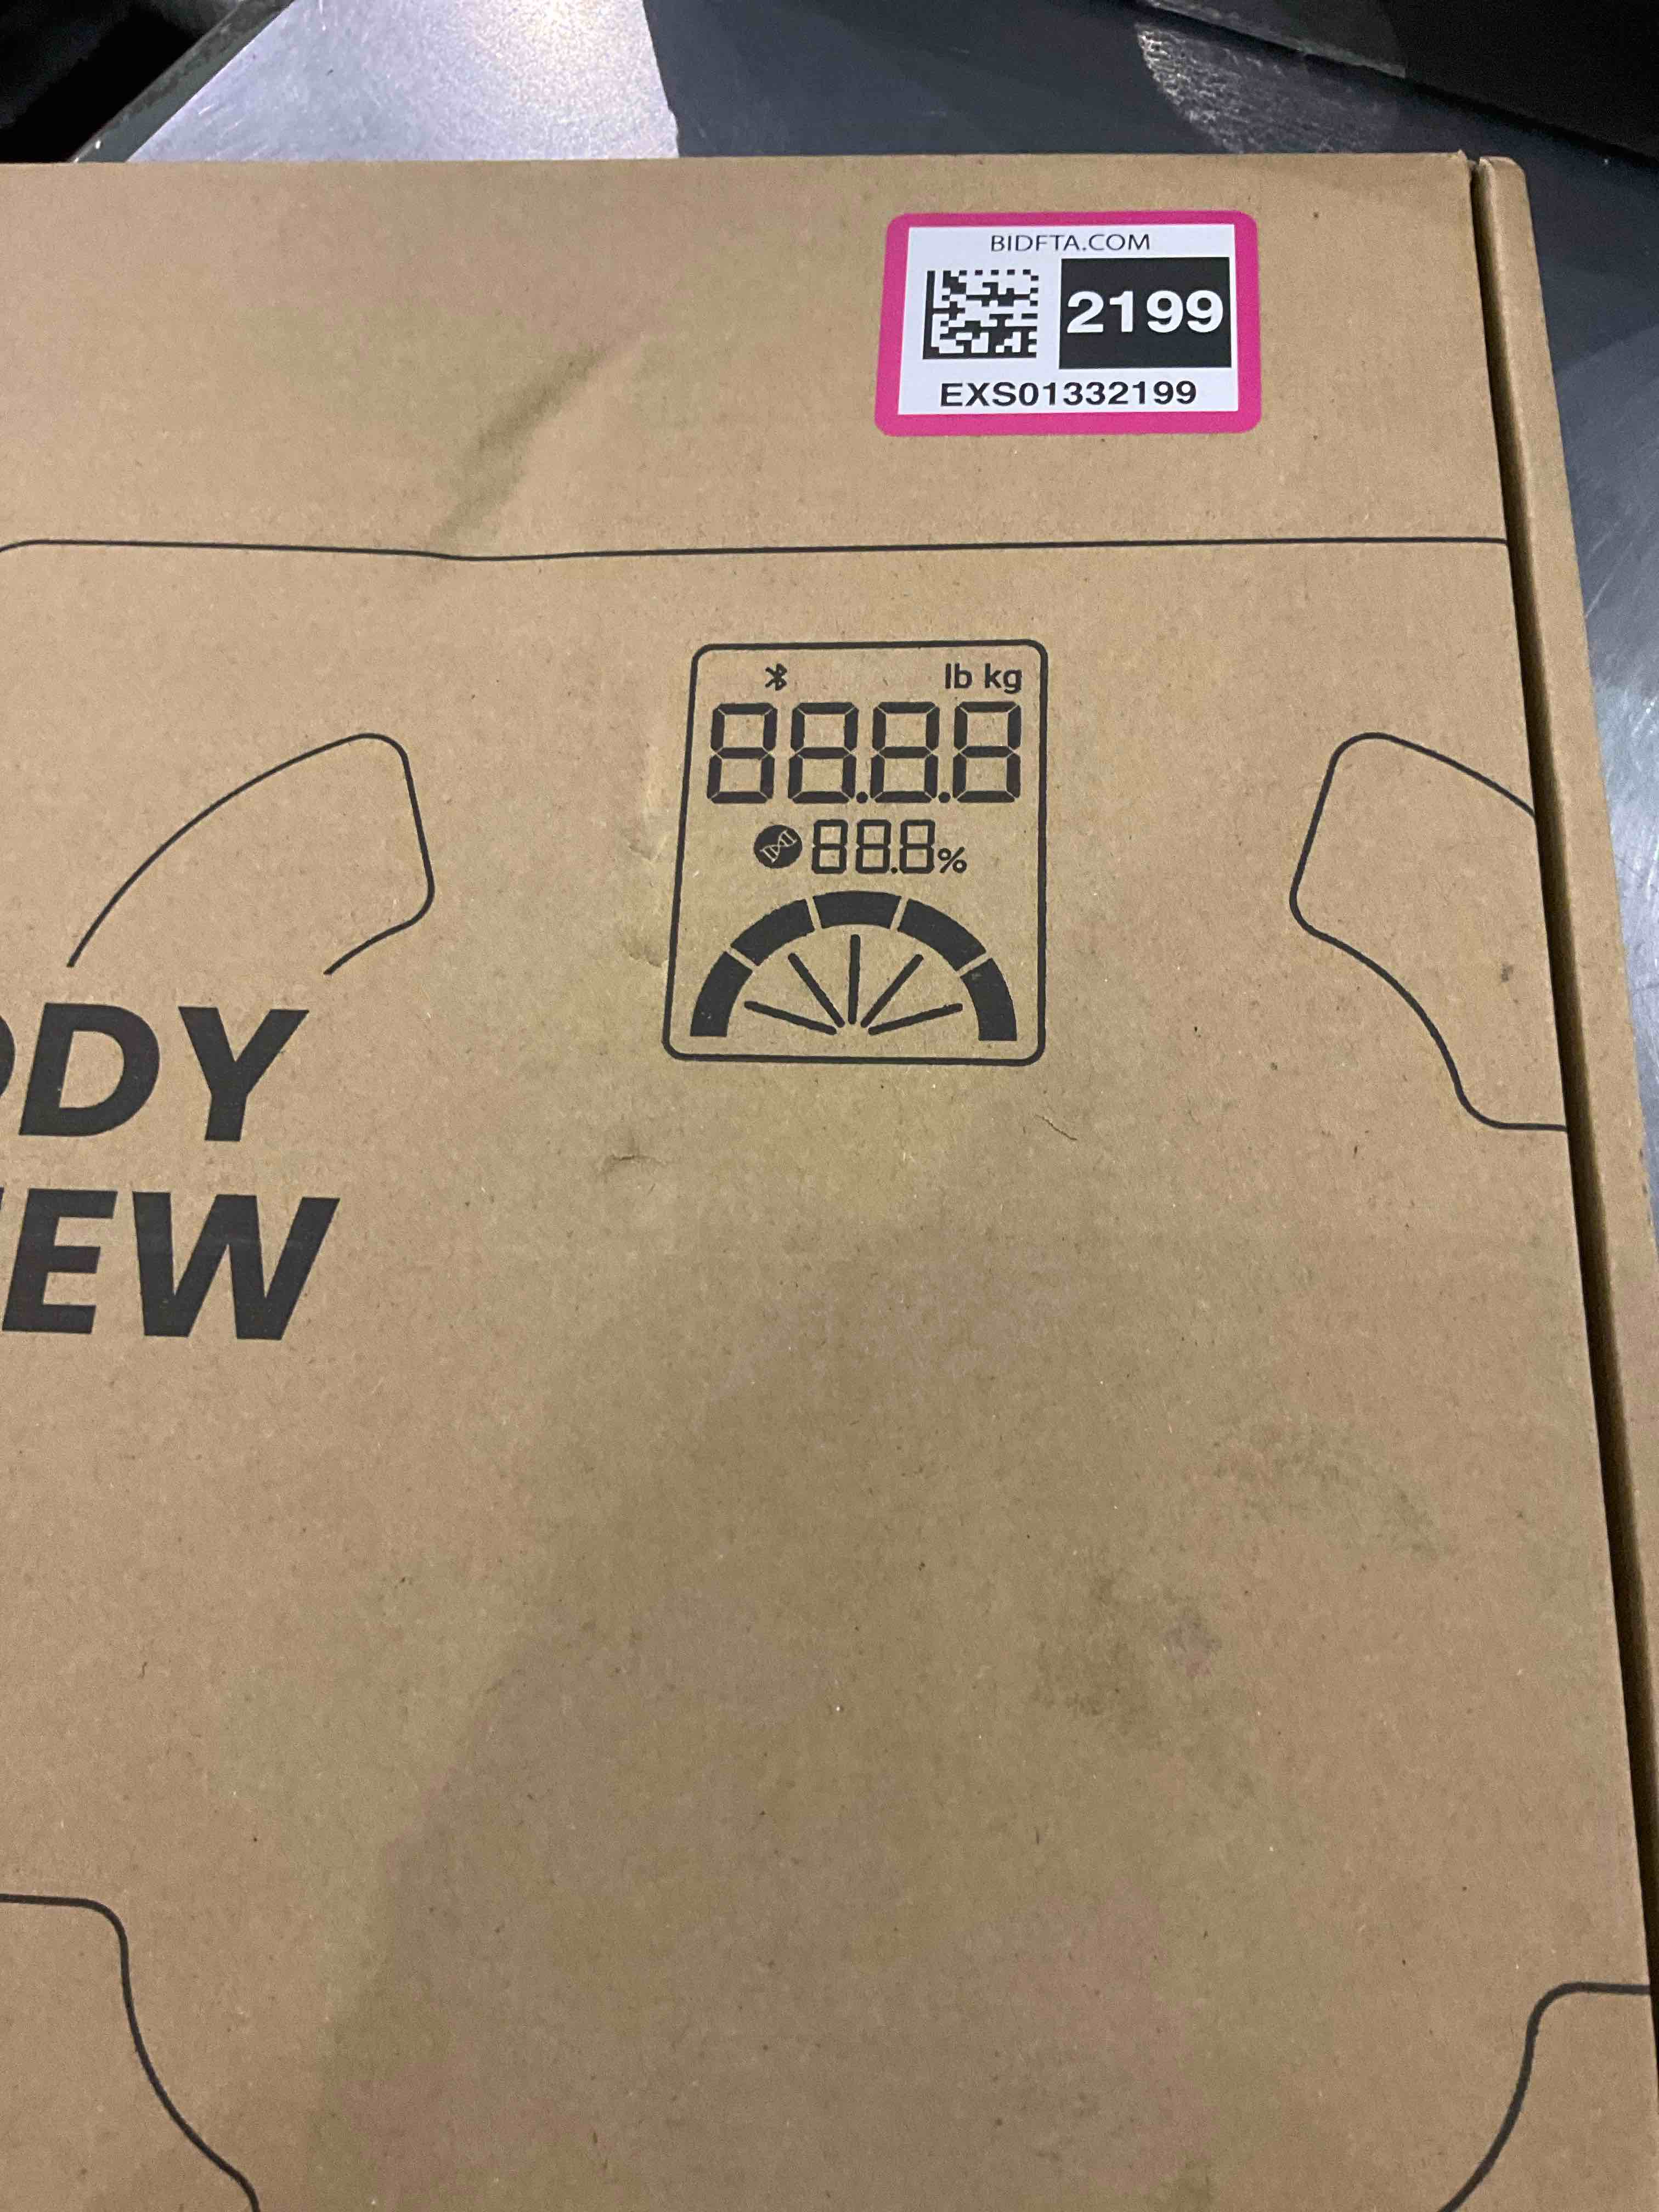 BIDFTA.COM
2199
EXS01332199
lb kg
88.8.8
88.8%
DY
EW